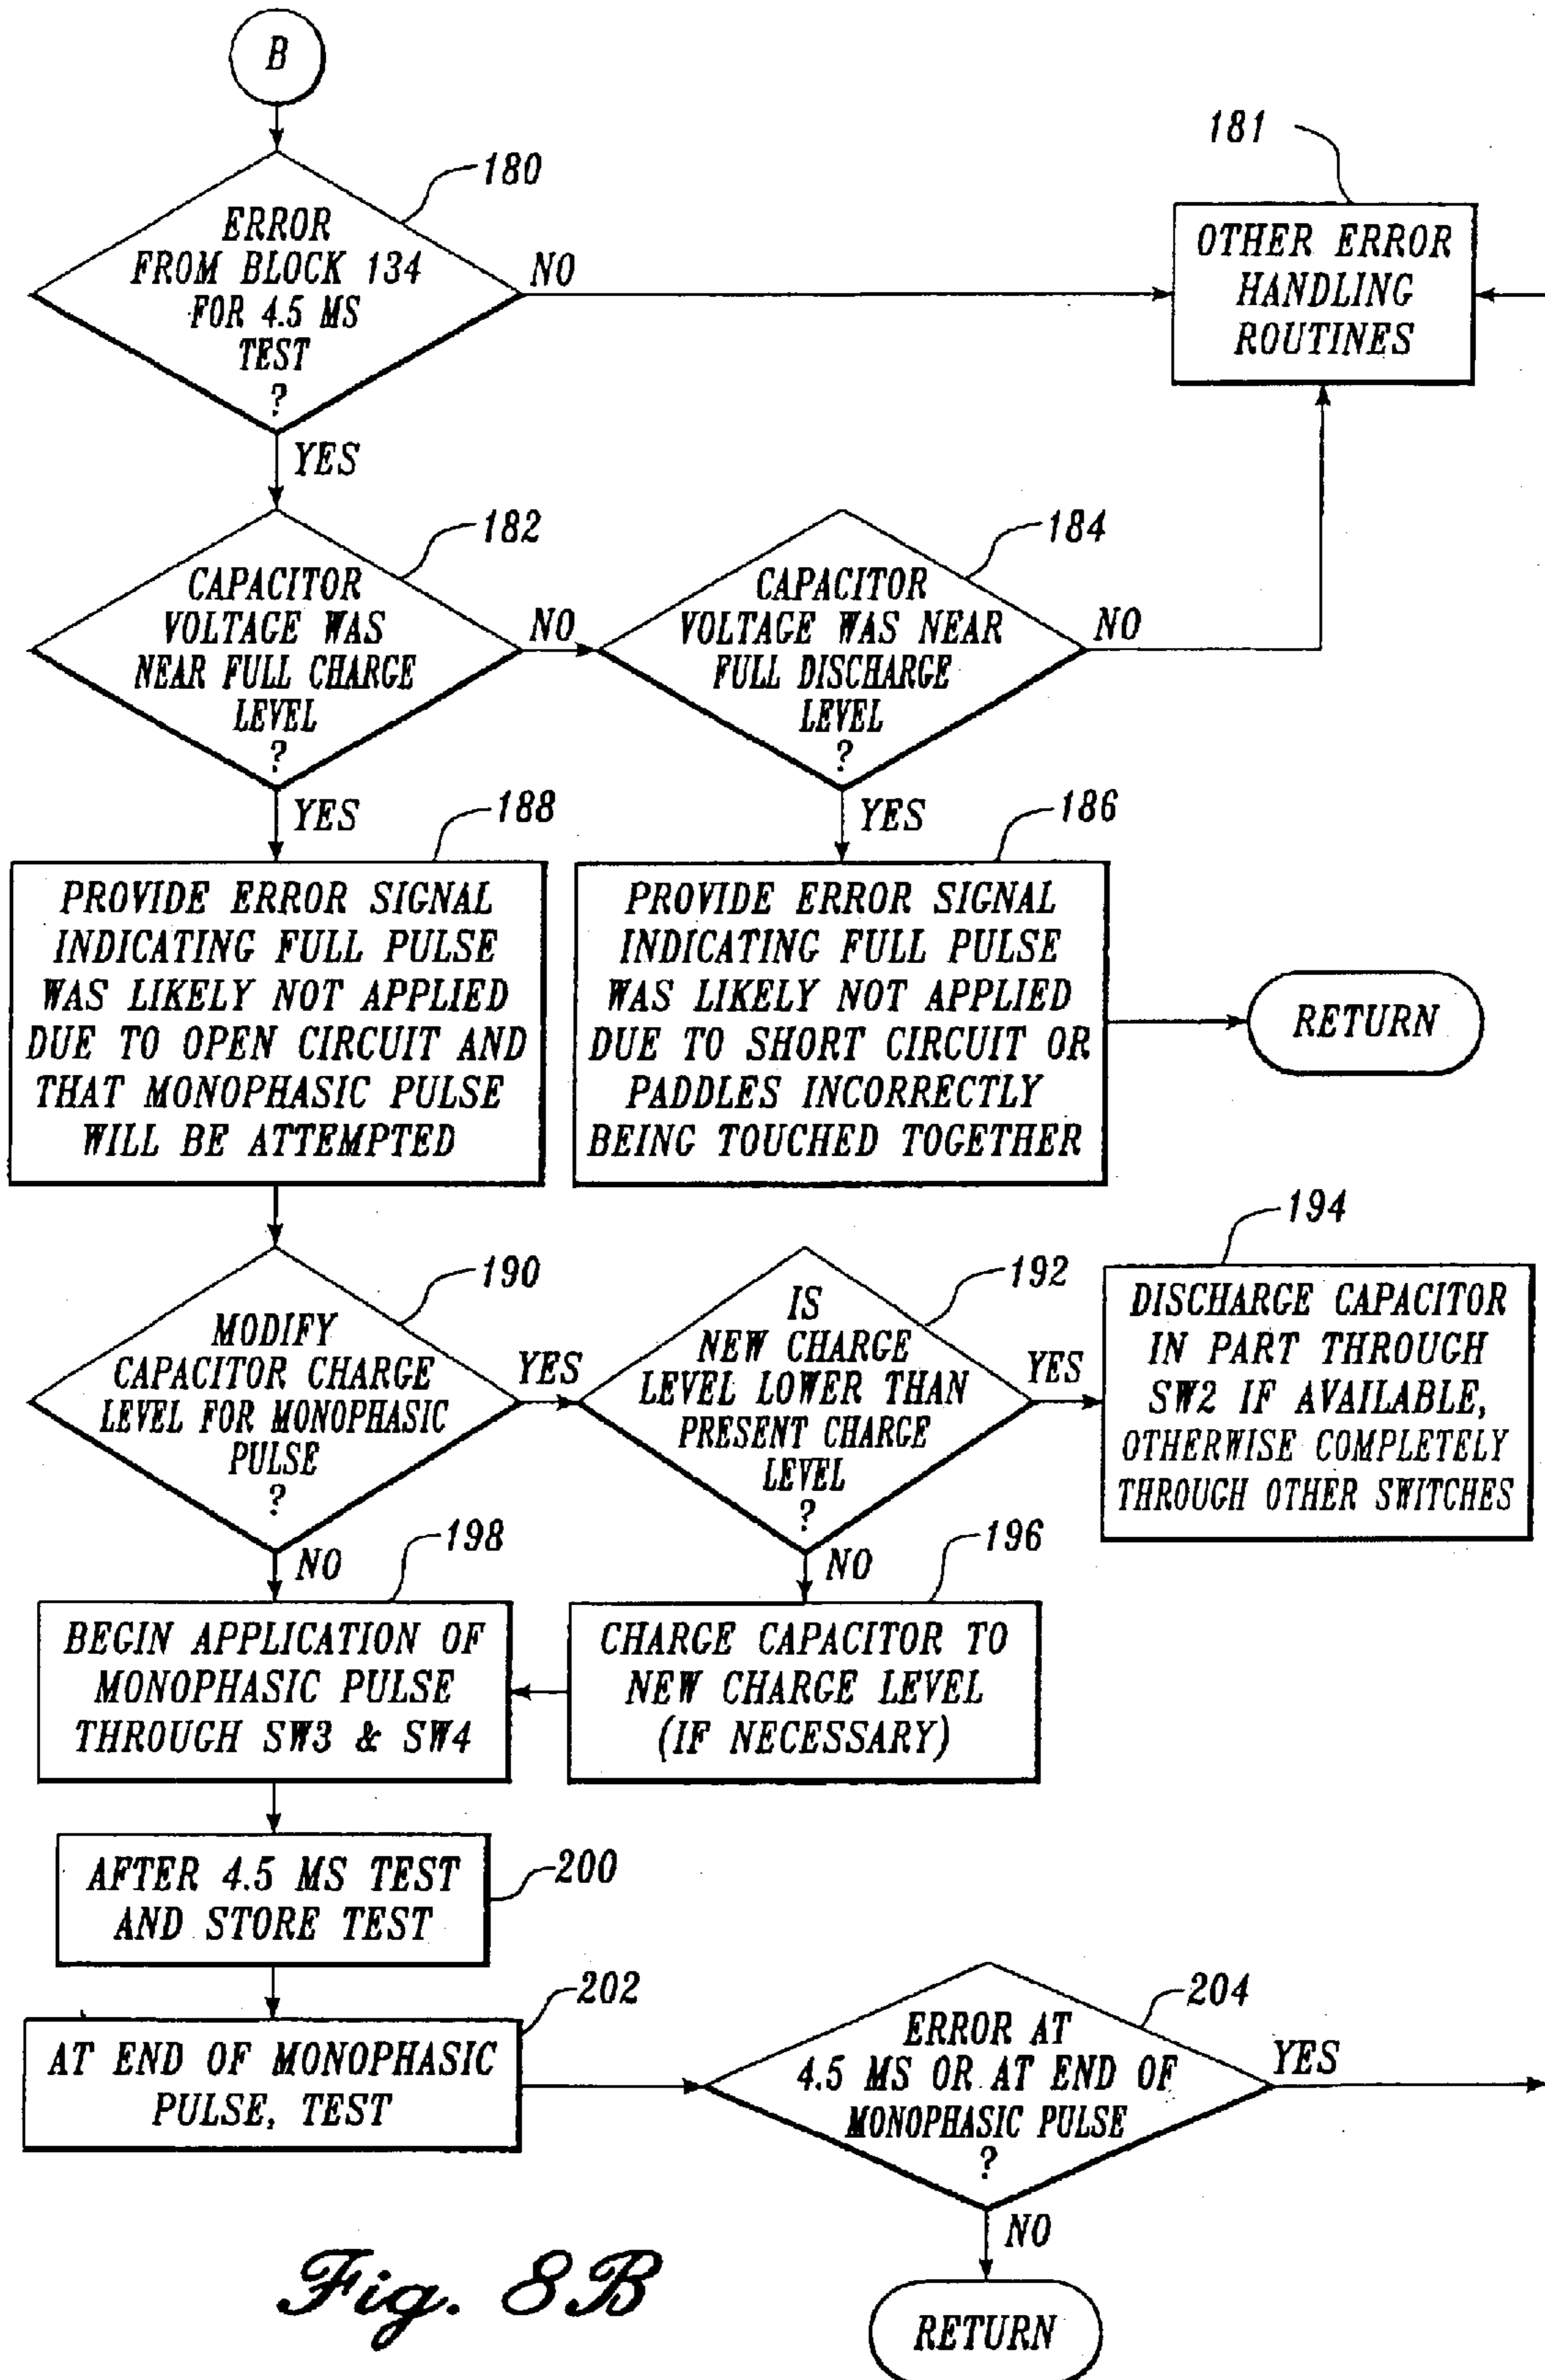 B
180
ERROR
FROM BLOCK 134
FOR 4.5 MS
TEST
?
NO
YES
181
OTHER ERROR
HANDLING
ROUTINES
182
CAPACITOR
VOLTAGE WAS
NEAR FULL CHARGE
LEVEL
?
NO
YES
184
CAPACITOR
VOLTAGE WAS NEAR
FULL DISCHARGE
LEVEL
?
NO
YES
188
PROVIDE ERROR SIGNAL
INDICATING FULL PULSE
WAS LIKELY NOT APPLIED
DUE TO OPEN CIRCUIT AND
THAT MONOPHASIC PULSE
WILL BE ATTEMPTED
186
PROVIDE ERROR SIGNAL
INDICATING FULL PULSE
WAS LIKELY NOT APPLIED
DUE TO SHORT CIRCUIT OR
PADDLES INCORRECTLY
BEING TOUCHED TOGETHER
RETURN
190
MODIFY
CAPACITOR CHARGE
LEVEL FOR MONOPHASIC
PULSE
?
YES
NO
192
IS
NEW CHARGE
LEVEL LOWER THAN
PRESENT CHARGE
LEVEL
?
YES
NO
194
DISCHARGE CAPACITOR
IN PART THROUGH
SW2 IF AVAILABLE,
OTHERWISE COMPLETELY
THROUGH OTHER SWITCHES
198
BEGIN APPLICATION OF
MONOPHASIC PULSE
THROUGH SW3 & SW4
196
CHARGE CAPACITOR TO
NEW CHARGE LEVEL
(IF NECESSARY)
200
AFTER 4.5 MS TEST
AND STORE TEST
202
AT END OF MONOPHASIC
PULSE, TEST
204
ERROR AT
4.5 MS OR AT END OF
MONOPHASIC PULSE
?
YES
NO
RETURN
Fig. 8B